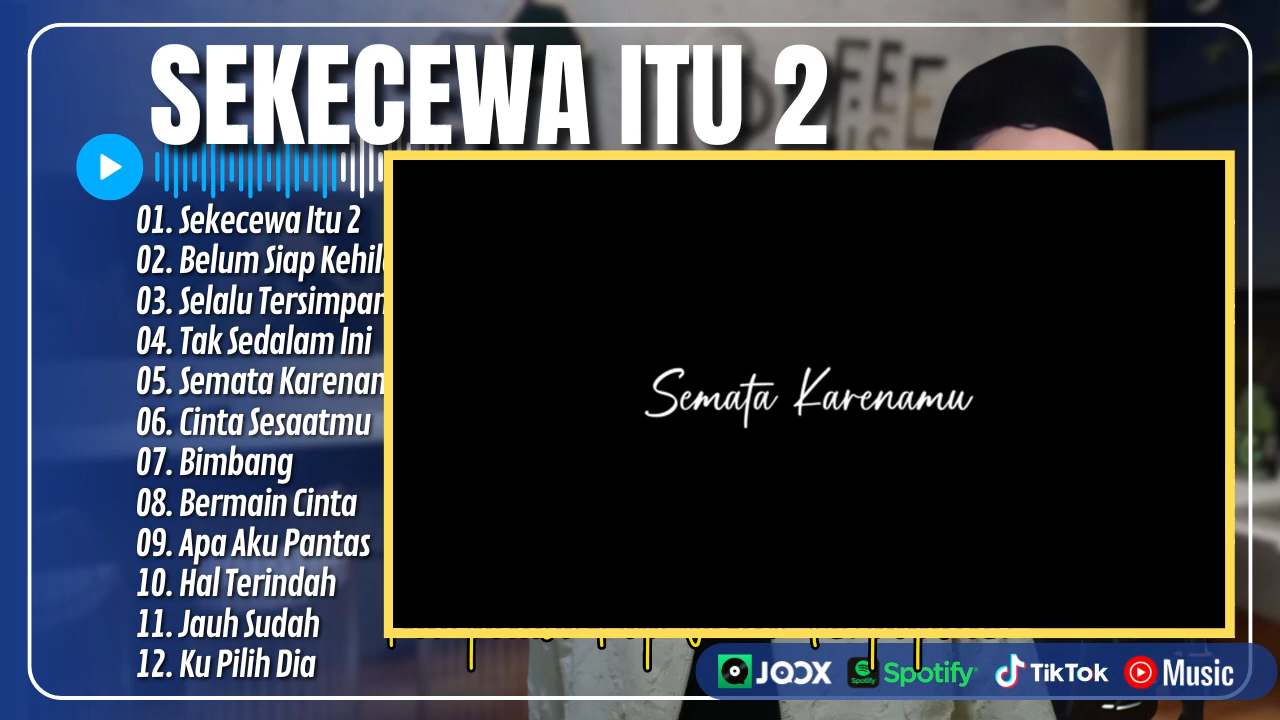 SEKECEWA ITU 2
01. Sekecewa Itu 2
02. Belum Siap
03. Selalu Tersimpan
04. Tak Sedalam Ini
05. Semata
06. Cinta Sesaatmu
07. Bimbang
08. Bermain Cinta
09. Apa Aku Pantas
10. Hal Terindah
11. Jauh Sudah
12. Ku Pilih Dia
Semata Karenamu
JOOX Spotify Spotify TikTok Music